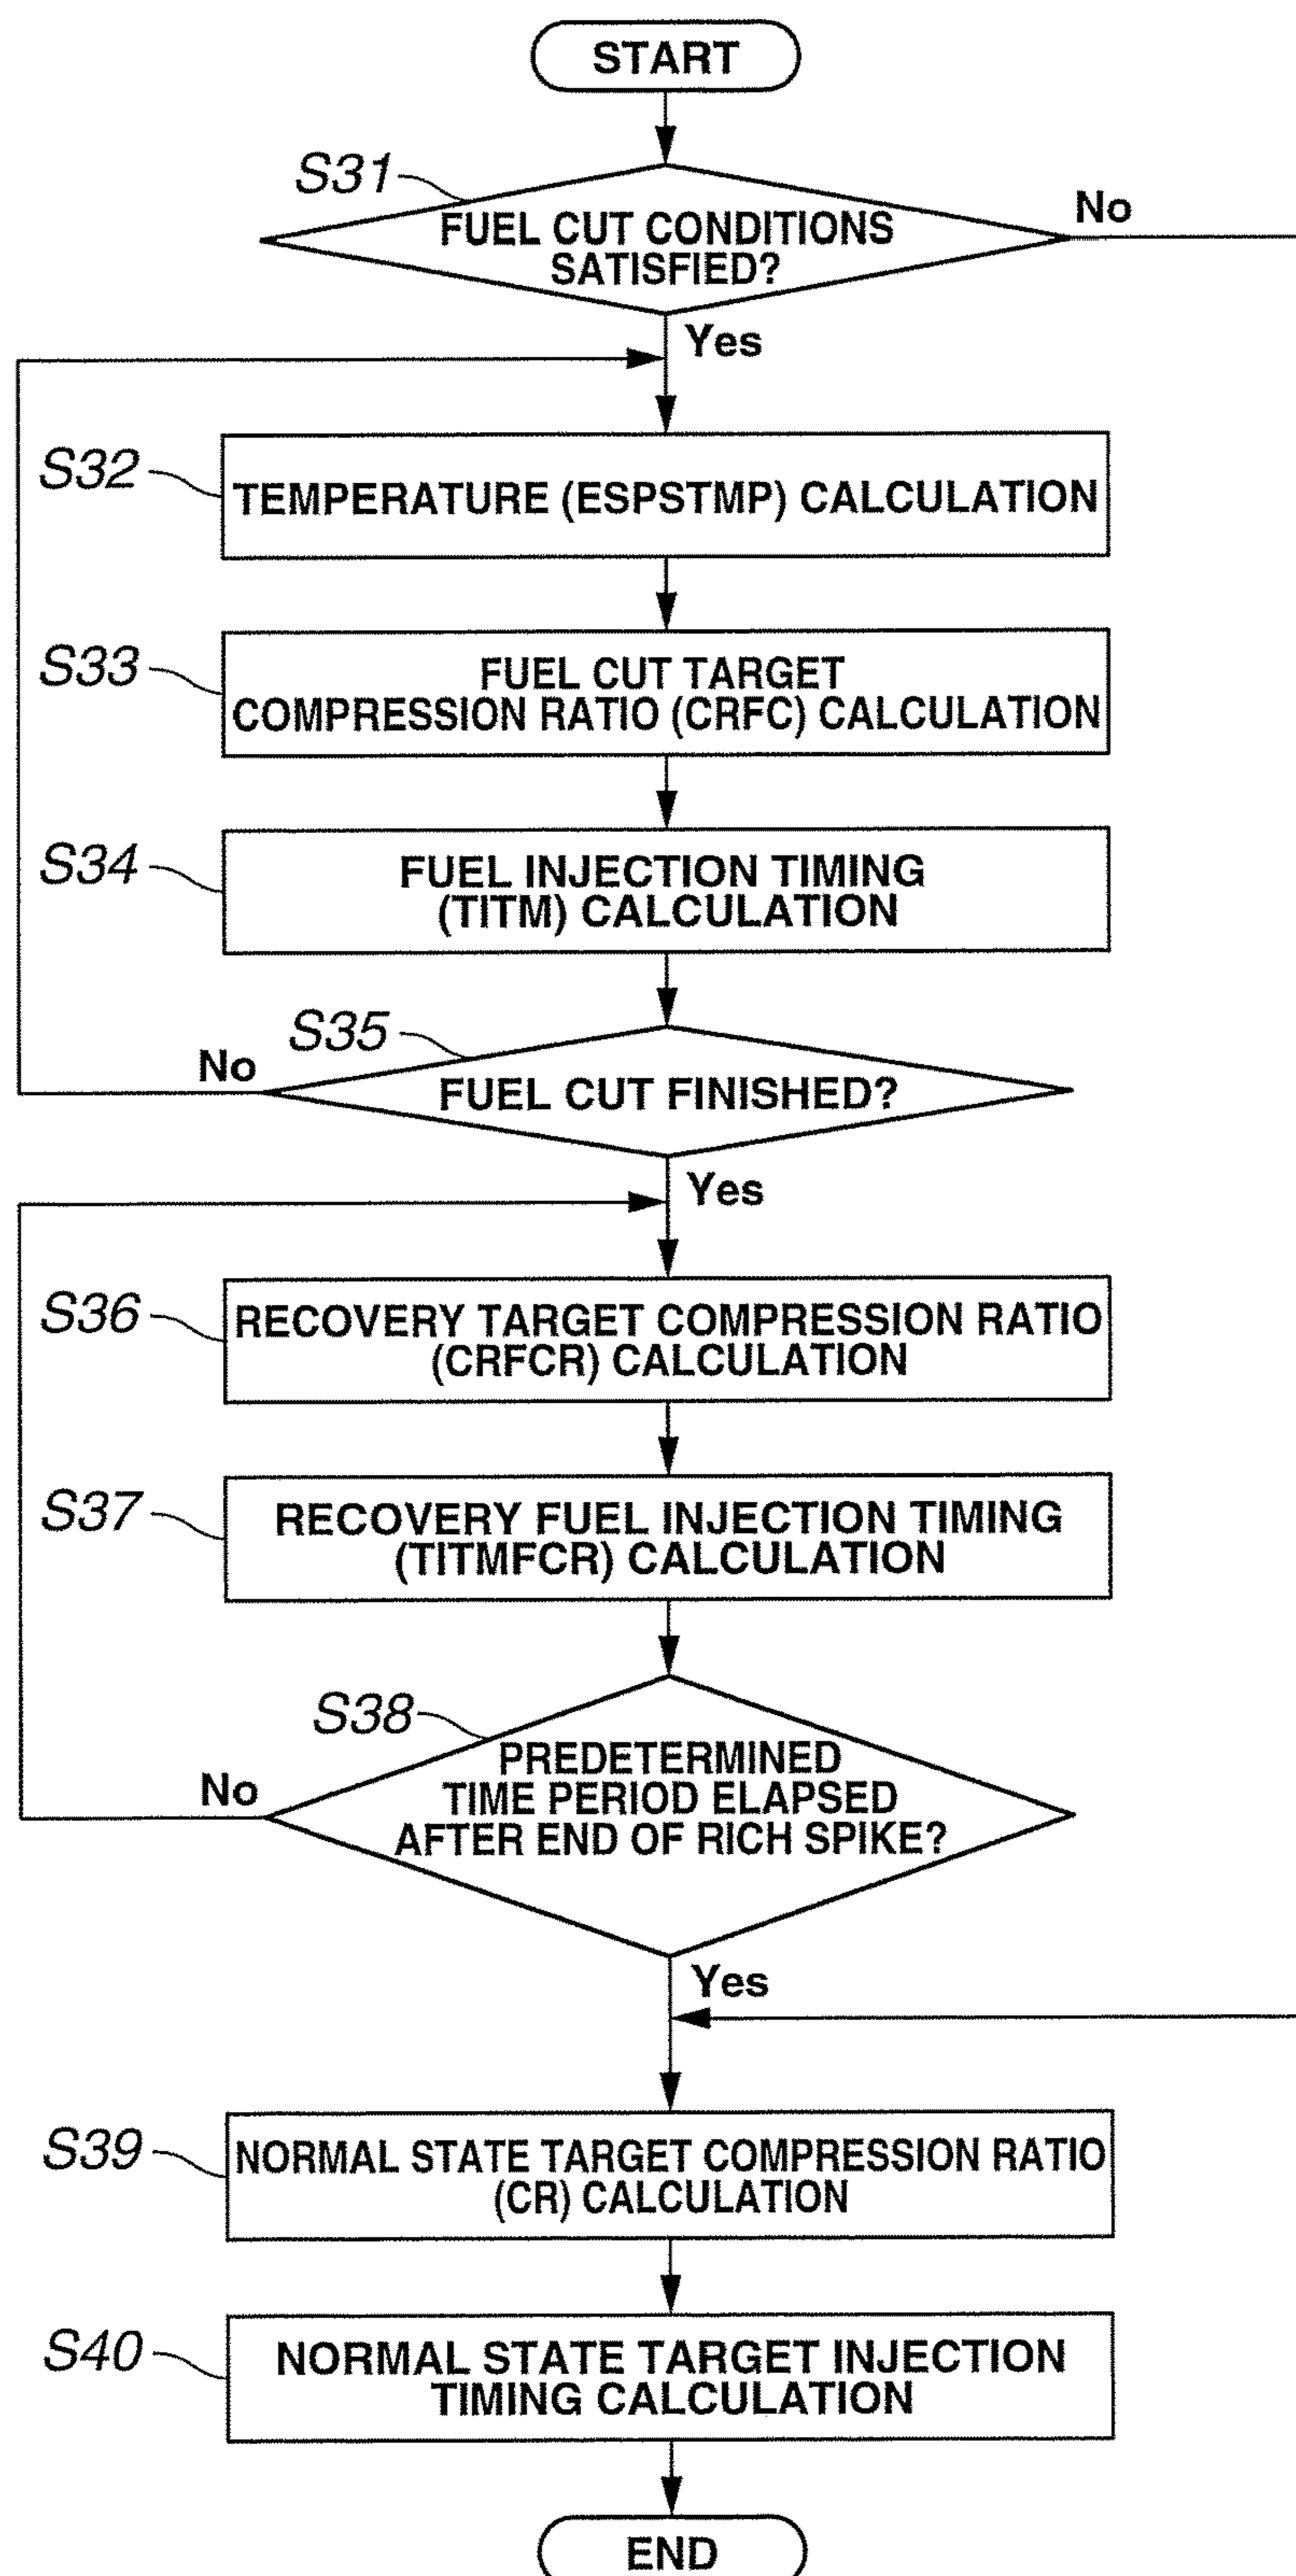 START
S31
FUEL CUT CONDITIONS
SATISFIED?
No
Yes
S32
TEMPERATURE (ESPSTMP) CALCULATION
S33
FUEL CUT TARGET
COMPRESSION RATIO (CRFC) CALCULATION
S34
FUEL INJECTION TIMING
(TITM) CALCULATION
S35
No
FUEL CUT FINISHED?
Yes
S36
RECOVERY TARGET COMPRESSION RATIO
(CRFCR) CALCULATION
S37
RECOVERY FUEL INJECTION TIMING
(TITMFCR) CALCULATION
S38
No
PREDETERMINED
TIME PERIOD ELAPSED
AFTER END OF RICH SPIKE?
Yes
S39
NORMAL STATE TARGET COMPRESSION RATIO
(CR) CALCULATION
S40
NORMAL STATE TARGET INJECTION
TIMING CALCULATION
END